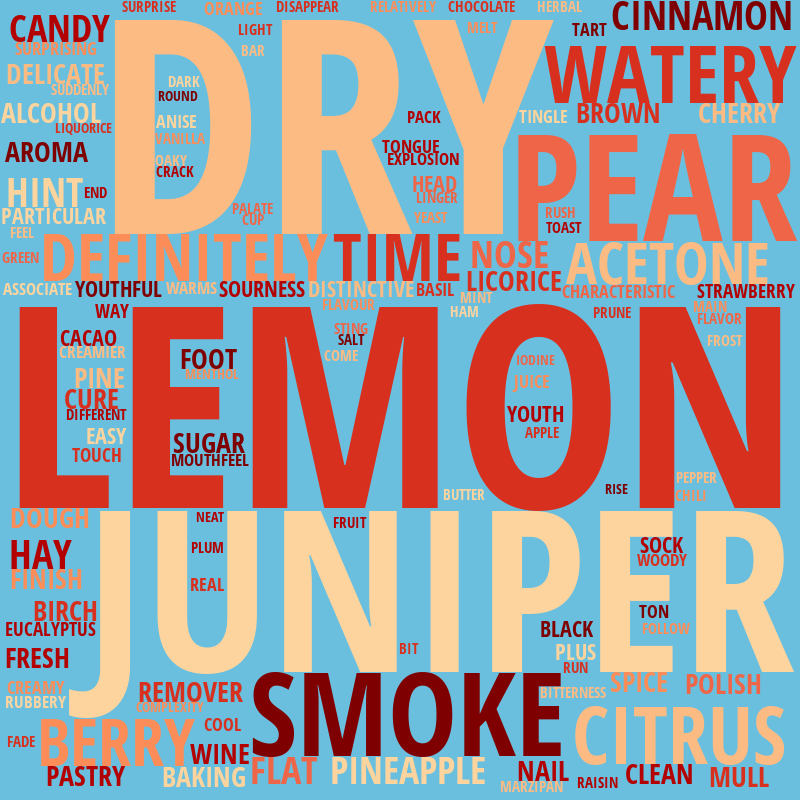 SURPRISE
ORANGE
DISAPPEAR
RELATIVELY
CHOCOLATE
HERBAL
CINNAMON
CANDY
DRY
LIGHT
MELT
TART
SURPRISING
BAR
WATERY
DELICATE
SUDDENLY
DARK
ROUND
ALCOHOL
LIQUORICE
ANISE
PACK
TINGLE
BROWN
CHERRY
VANILLA
TONGUE
PEAR
AROMA
OAKY
EXPLOSION
CRACK
HINT
END
HEAD
LINGER
PARTICULAR
PALATE
CUP
YEAST
RUSH
TOAST
FEEL
GREEN
DEFINITELY
TIME
NOSE
ACETONE
LICORICE
ASSOCIATE
YOUTHFUL
WARMS
SOURNESS
DISTINCTIVE
BASIL
MINT
CHARACTERISTIC
STRAWBERRY
WAY
FLAVOUR
HAM
PRUNE
FLAVOR
LEMON
CACAO
CREAMIER
STING
SALT
COME
FROST
FOOT
MENTHOL
IODINE
PINE
JUICE
CURE
DIFFERENT
YOUTH
EASY
SUGAR
APPLE
TOUCH
MOUTHFEEL
BUTTER
RISE
PEPPER
CHILI
DOUGH
JUNIPER
NEAT
FRUIT
HAY
PLUM
SOCK
WOODY
FINISH
REAL
BIRCH
TON
EUCALYPTUS
BLACK
FOLLOW
FRESH
BIT
PLUS
RUN
CREAMY
RUBBERY
REMOVER
COMPLEXITY
SMOKE
BITTERNESS
SPICE
POLISH
FADE
BERRY
COOL
CITRUS
WINE
PASTRY
BAKING
FLAT
PINEAPPLE
NAIL
MARZIPAN
RAISIN
CLEAN
MULL